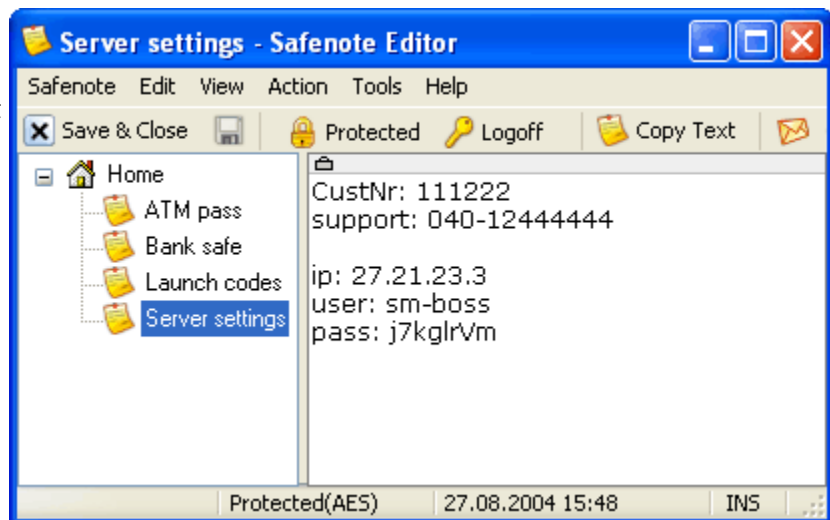 Server settings - Safenote Editor
Safenote Edit View Action Tools Help
Save & Close Protected Logoff Copy Text
Home
ATM pass
Bank safe
Launch codes
Server settings
CustNr: 111222
support: 040-12444444
ip: 27.21.23.3
user: sm-boss
pass: j7kglrVm
Protected(AES) 27.08.2004 15:48 INS